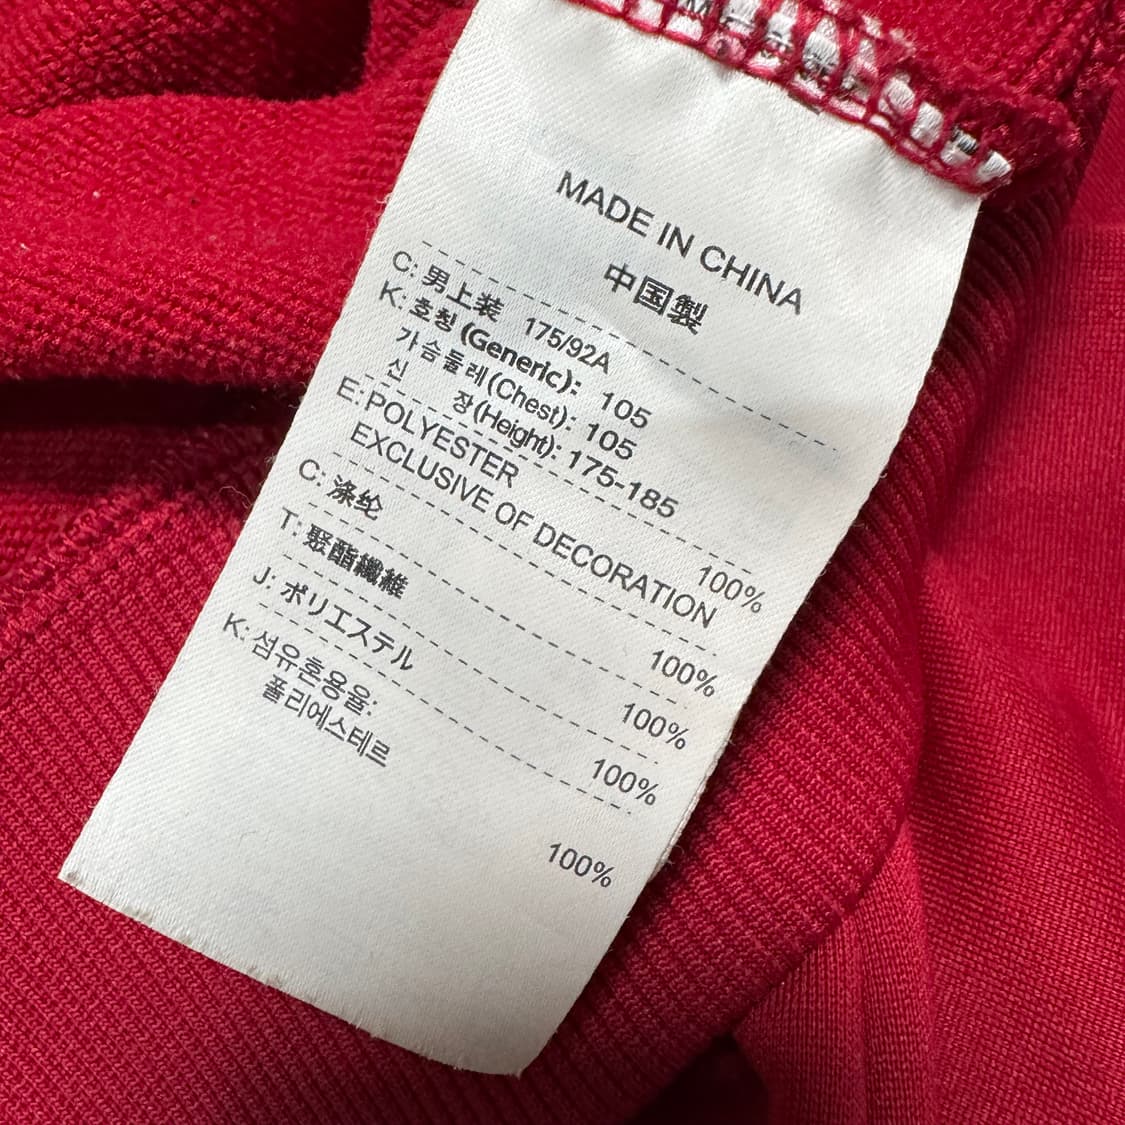 MADE IN CHINA
中国製
C: 男上装 175/92A
K: 호칭 (Generic): 105
가슴둘레(Chest): 105
신 장(Height): 175-185
E: POLYESTER 100%
EXCLUSIVE OF DECORATION
C: 涤纶 100%
T: 聚酯纖維 100%
J: ポリエステル 100%
K: 섬유혼용율:
폴리에스테르 100%